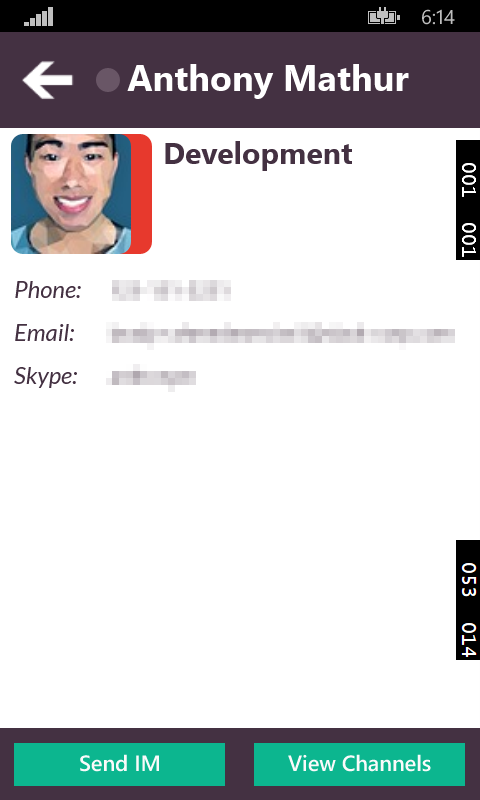 6:14
Anthony Mathur
Development
001 001
Phone:
Email:
Skype:
053 014
Send IM
View Channels